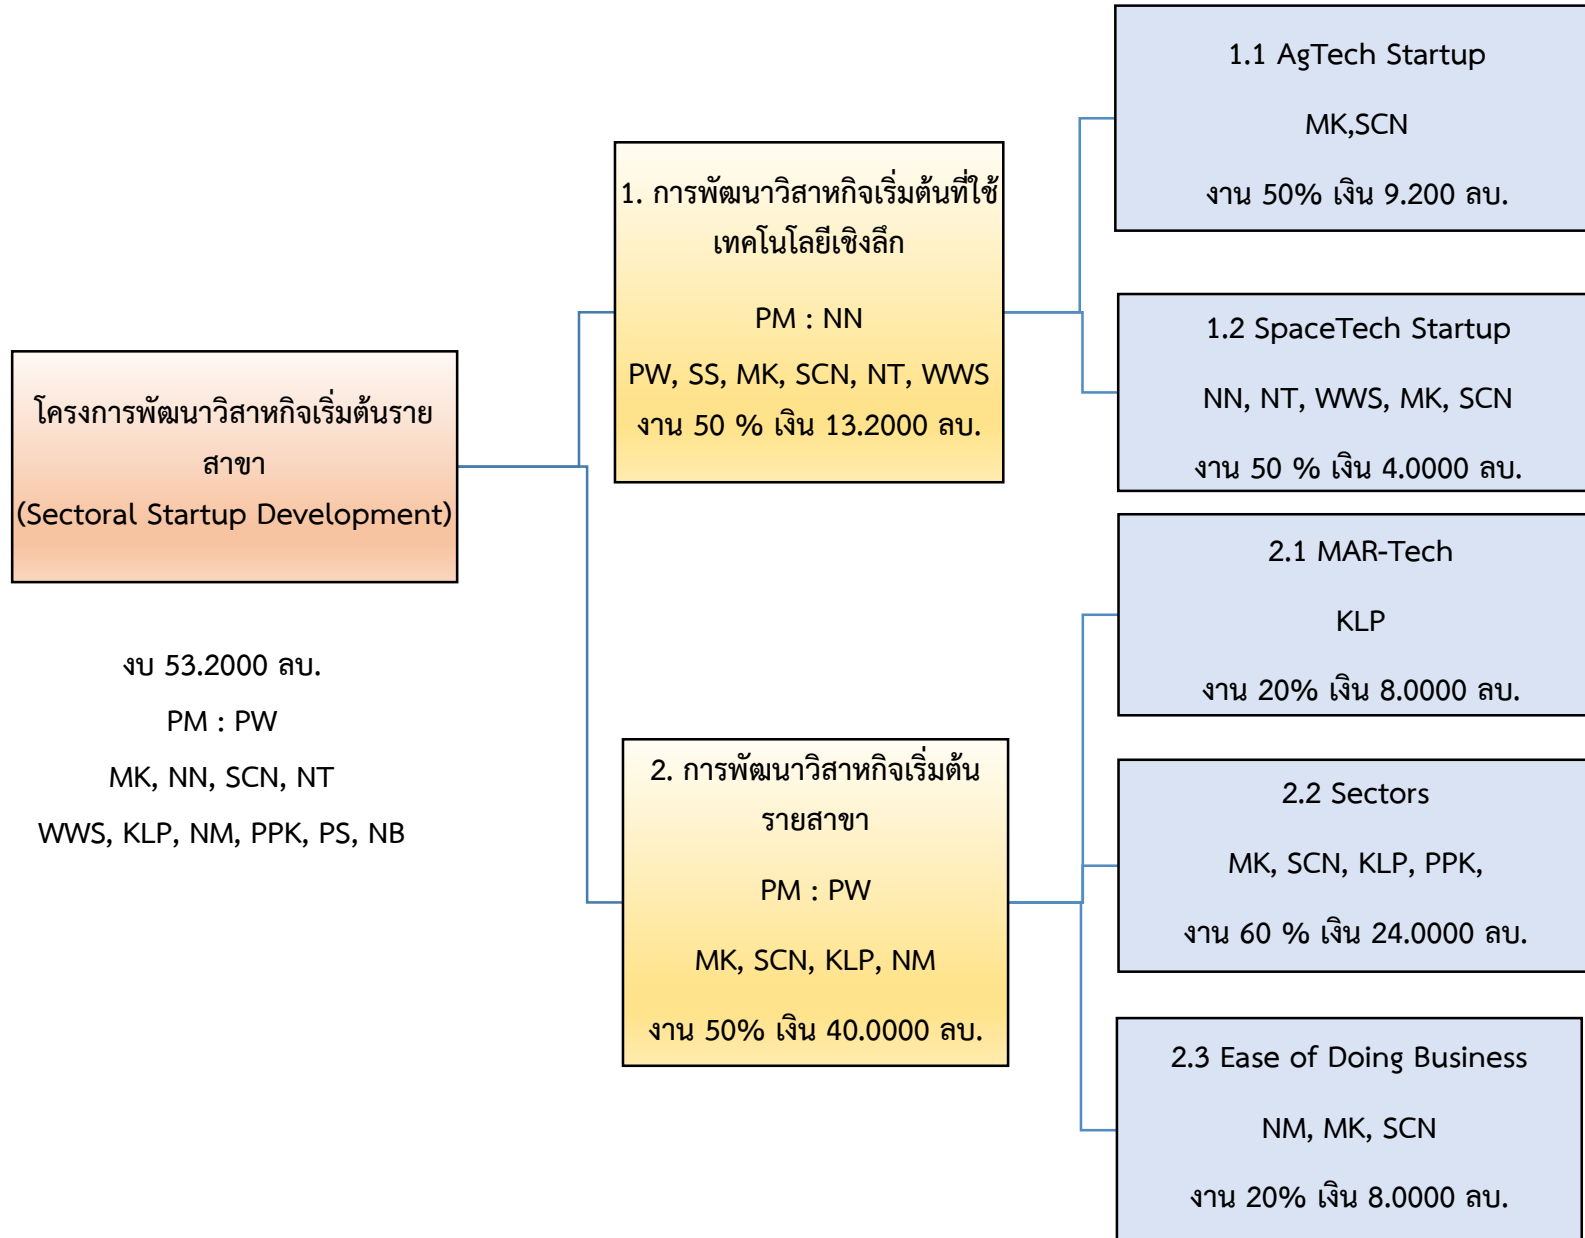 โครงการพัฒนาวิสาหกิจเริ่มต้นราย
สาขา
(Sectoral Startup Development)
งบ 53.2000 ลบ.
PM : PW
MK, NN, SCN, NT
WWS, KLP, NM, PPK, PS, NB
1. การพัฒนาวิสาหกิจเริ่มต้นที่ใช้
เทคโนโลยีเชิงลึก
PM : NN
PW, SS, MK, SCN, NT, WWS
งาน 50 % เงิน 13.2000 ลบ.
1.1 AgTech Startup
MK,SCN
งาน 50% เงิน 9.200 ลบ.
1.2 SpaceTech Startup
NN, NT, WWS, MK, SCN
งาน 50 % เงิน 4.0000 ลบ.
2. การพัฒนาวิสาหกิจเริ่มต้น
รายสาขา
PM : PW
MK, SCN, KLP, NM
งาน 50% เงิน 40.0000 ลบ.
2.1 MAR-Tech
KLP
งาน 20% เงิน 8.0000 ลบ.
2.2 Sectors
MK, SCN, KLP, PPK,
งาน 60 % เงิน 24.0000 ลบ.
2.3 Ease of Doing Business
NM, MK, SCN
งาน 20% เงิน 8.0000 ลบ.